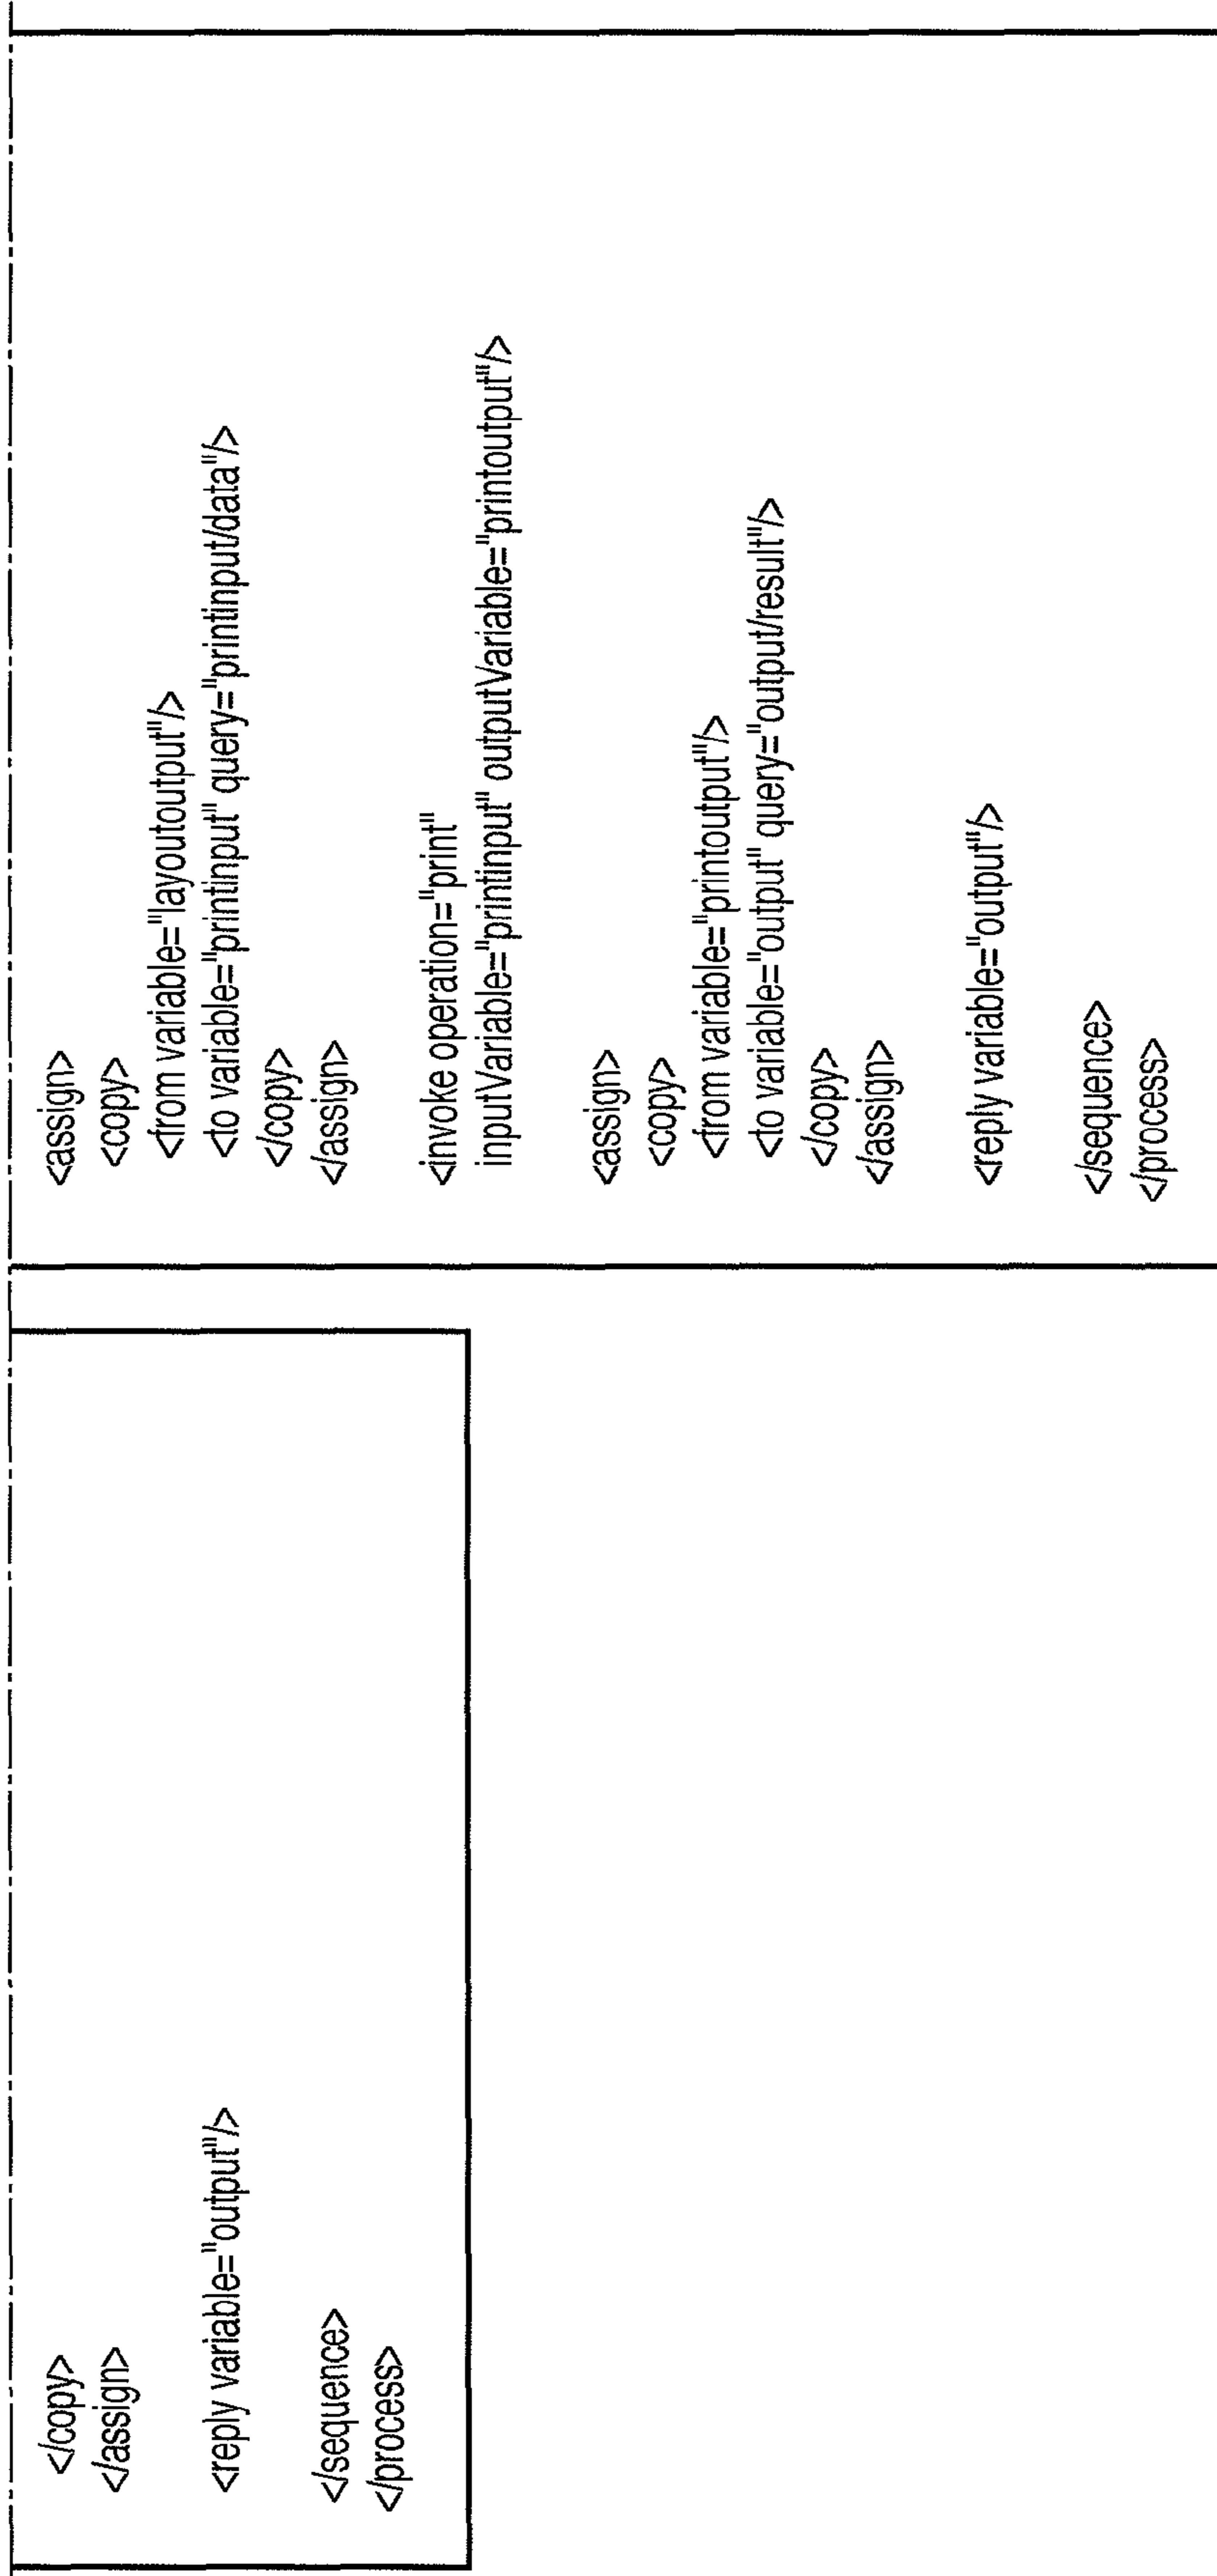 </copy>
</assign>
<reply variable="output"/>
</sequence>
</process>
<assign>
<copy>
<from variable="layoutoutput"/>
<to variable="printinput" query="printinput/data"/>
</copy>
</assign>
<invoke operation="print"
inputVariable="printinput" outputVariable="printoutput"/>
<assign>
<copy>
<from variable="printoutput"/>
<to variable="output" query="output/result"/>
</copy>
</assign>
<reply variable="output"/>
</sequence>
</process>